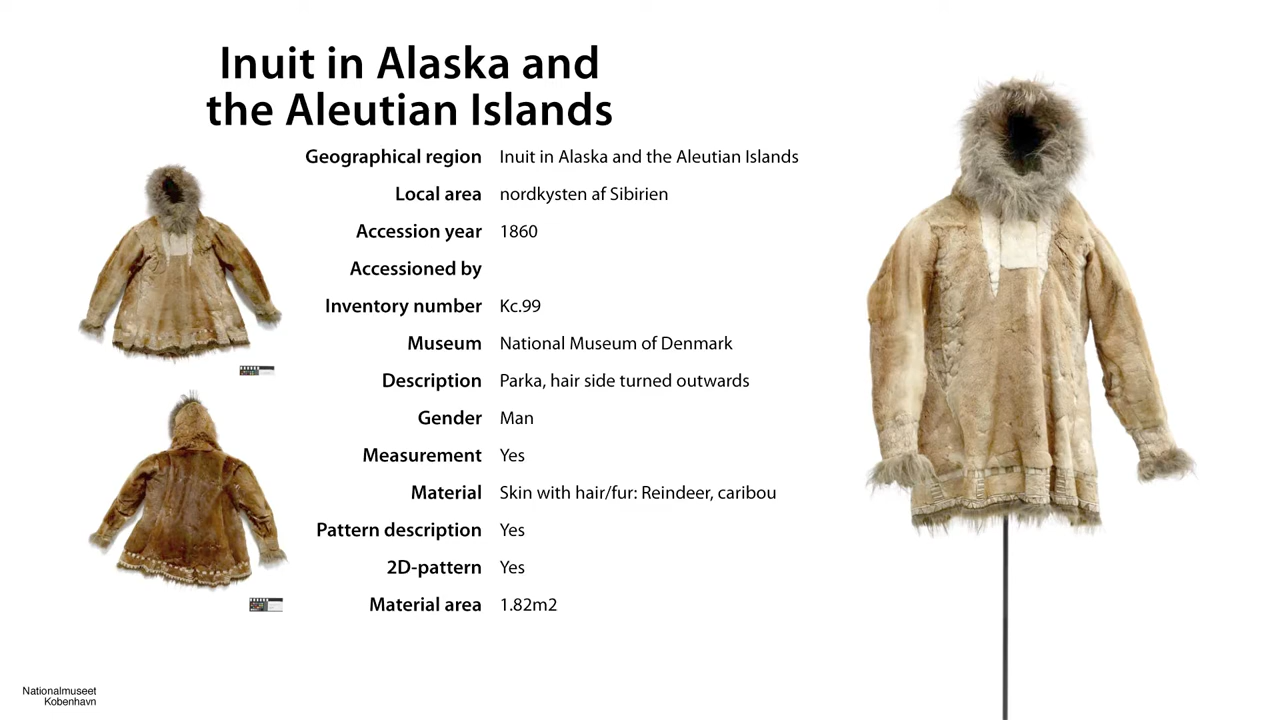 Inuit in Alaska and
the Aleutian Islands
Geographical region Inuit in Alaska and the Aleutian Islands
Local area nordkysten af Sibirien
Accession year 1860
Accessioned by
Inventory number Kc.99
Museum National Museum of Denmark
Description Parka, hair side turned outwards
Gender Man
Measurement Yes
Material Skin with hair/fur: Reindeer, caribou
Pattern description Yes
2D-pattern Yes
Material area 1.82m2
Nationalmuseet
Kobenhavn